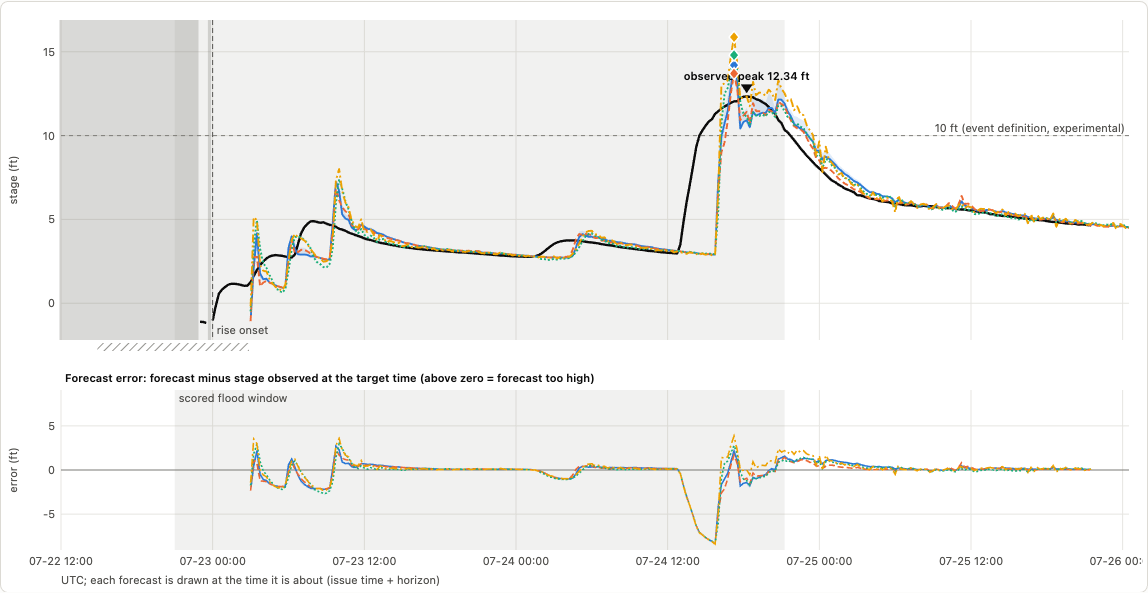 15
observed peak 12.34 ft
10 ft (event definition, experimental)
10
stage (ft)
5
0
rise onset
Forecast error: forecast minus stage observed at the target time (above zero = forecast too high)
scored flood window
5
error (ft)
0
-5
07-22 12:00 07-23 00:00 07-23 12:00 07-24 00:00 07-24 12:00 07-25 00:00 07-25 12:00 07-26 00:
UTC; each forecast is drawn at the time it is about (issue time + horizon)